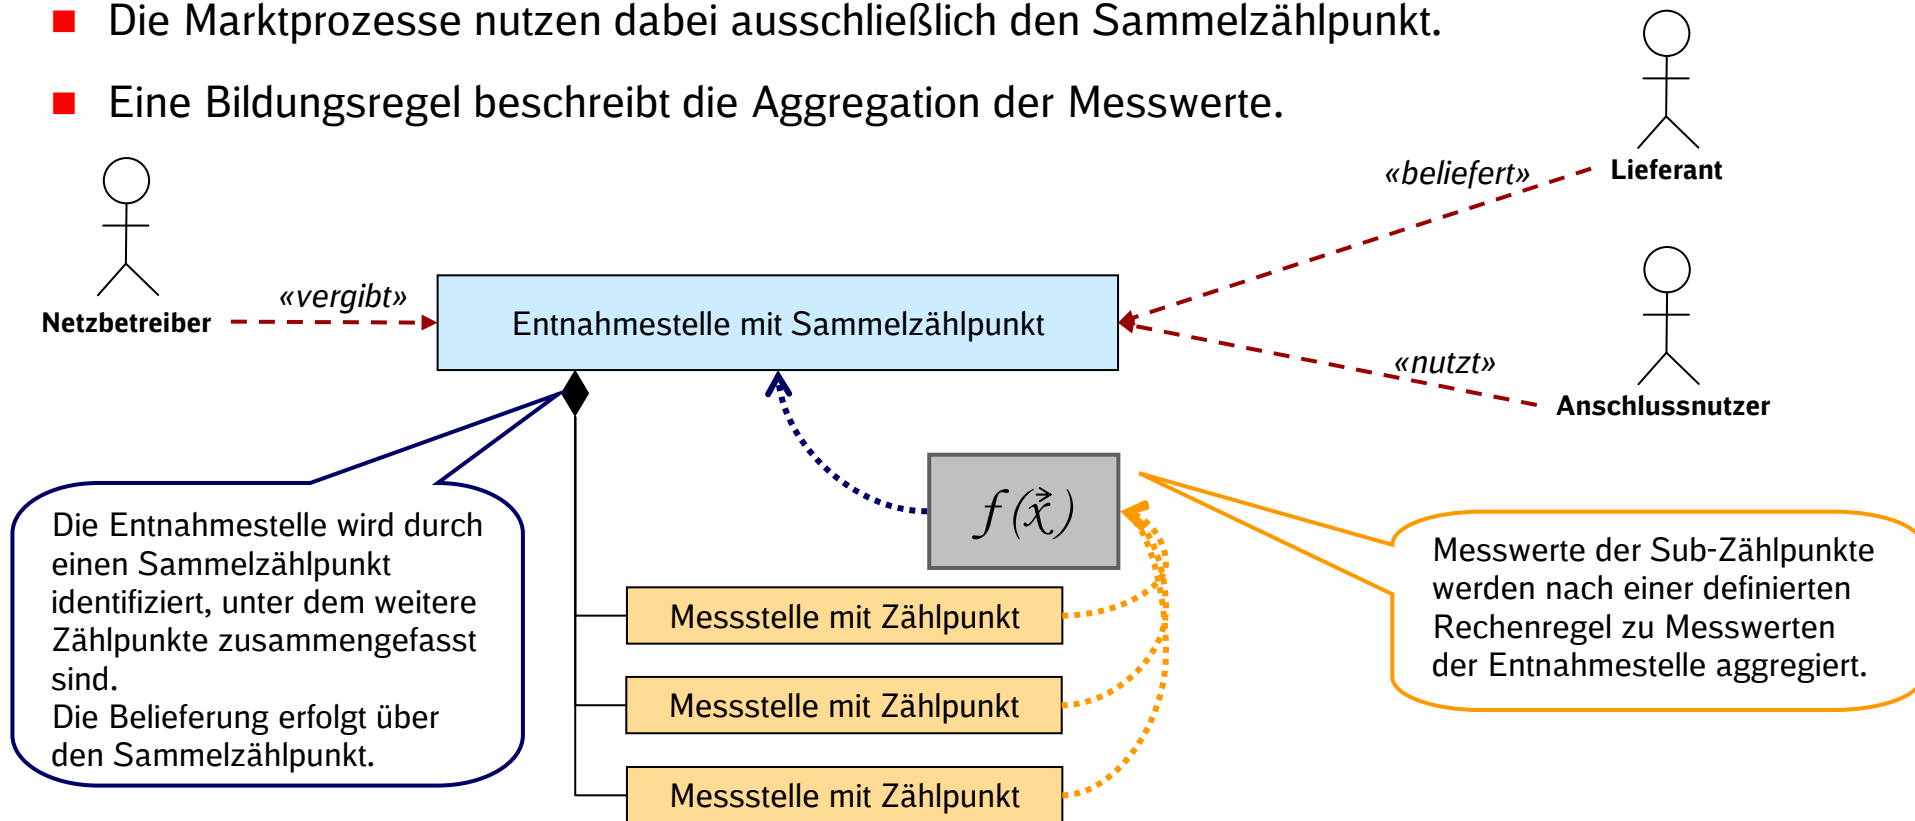 Die Marktprozesse nutzen dabei ausschließlich den Sammelzählpunkt.
Eine Bildungsregel beschreibt die Aggregation der Messwerte.
«beliefert»
Lieferant
«vergibt»
Netzbetreiber
Entnahmestelle mit Sammelzählpunkt
«nutzt»
Anschlussnutzer
Die Entnahmestelle wird durch
einen Sammelzählpunkt
identifiziert, unter dem weitere
Zählpunkte zusammengefasst
sind.
Die Belieferung erfolgt über
den Sammelzählpunkt.
f(x⃗)
Messwerte der Sub-Zählpunkte
werden nach einer definierten
Rechenregel zu Messwerten
der Entnahmestelle aggregiert.
Messstelle mit Zählpunkt
Messstelle mit Zählpunkt
Messstelle mit Zählpunkt